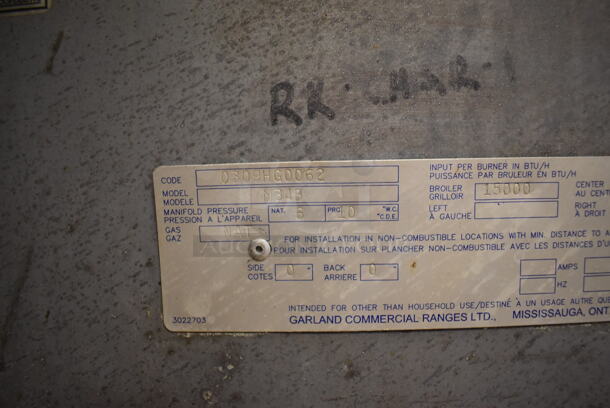 RR-CHAR-1
CODE 0309HG0062
INPUT PER BURNER IN BTU/H
PUISSANCE PAR BRULEUR EN BTU/H
MODEL
MODELE
BROILER
GRILLOIR 15000
CENTER
AU CENT
MANIFOLD PRESSURE
PRESSION A L'APPAREIL
NAT. 6 PRO. 10 "W.C.
"C.D.E.
LEFT
À GAUCHE
RIGHT
À DROIT
GAS
GAZ
FOR INSTALLATION IN NON-COMBUSTIBLE LOCATIONS WITH MIN. DISTANCE TO A
POUR INSTALLATION SUR PLANCHER NON-COMBUSTIBLE AVEC LES DISTANCES D'U
SIDE
COTES 0 "
BACK
ARRIERE 0 "
AMPS
HZ
INTENDED FOR OTHER THAN HOUSEHOLD USE/DESTINÉ À UN USAGE AUTRE QUE
3022703
GARLAND COMMERCIAL RANGES LTD., MISSISSAUGA, ONT